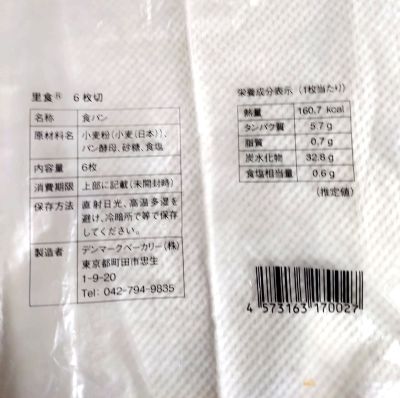 里食® 6枚切
名称 食パン
原材料名 小麦粉(小麦(日本))、
パン酵母、砂糖、食塩
内容量 6枚
消費期限 上部に記載(未開封時)
保存方法 直射日光、高温多湿を
避け、冷暗所で等で保存
してください。
製造者 デンマークベーカリー(株)
東京都町田市忠生
1-9-20
Tel: 042-794-9835
栄養成分表示 (1枚当たり)
熱量 160.7 kcal
タンパク質 5.7 g
脂質 0.7 g
炭水化物 32.8 g
食塩相当量 0.6 g
(推定値)
4 573163 170027